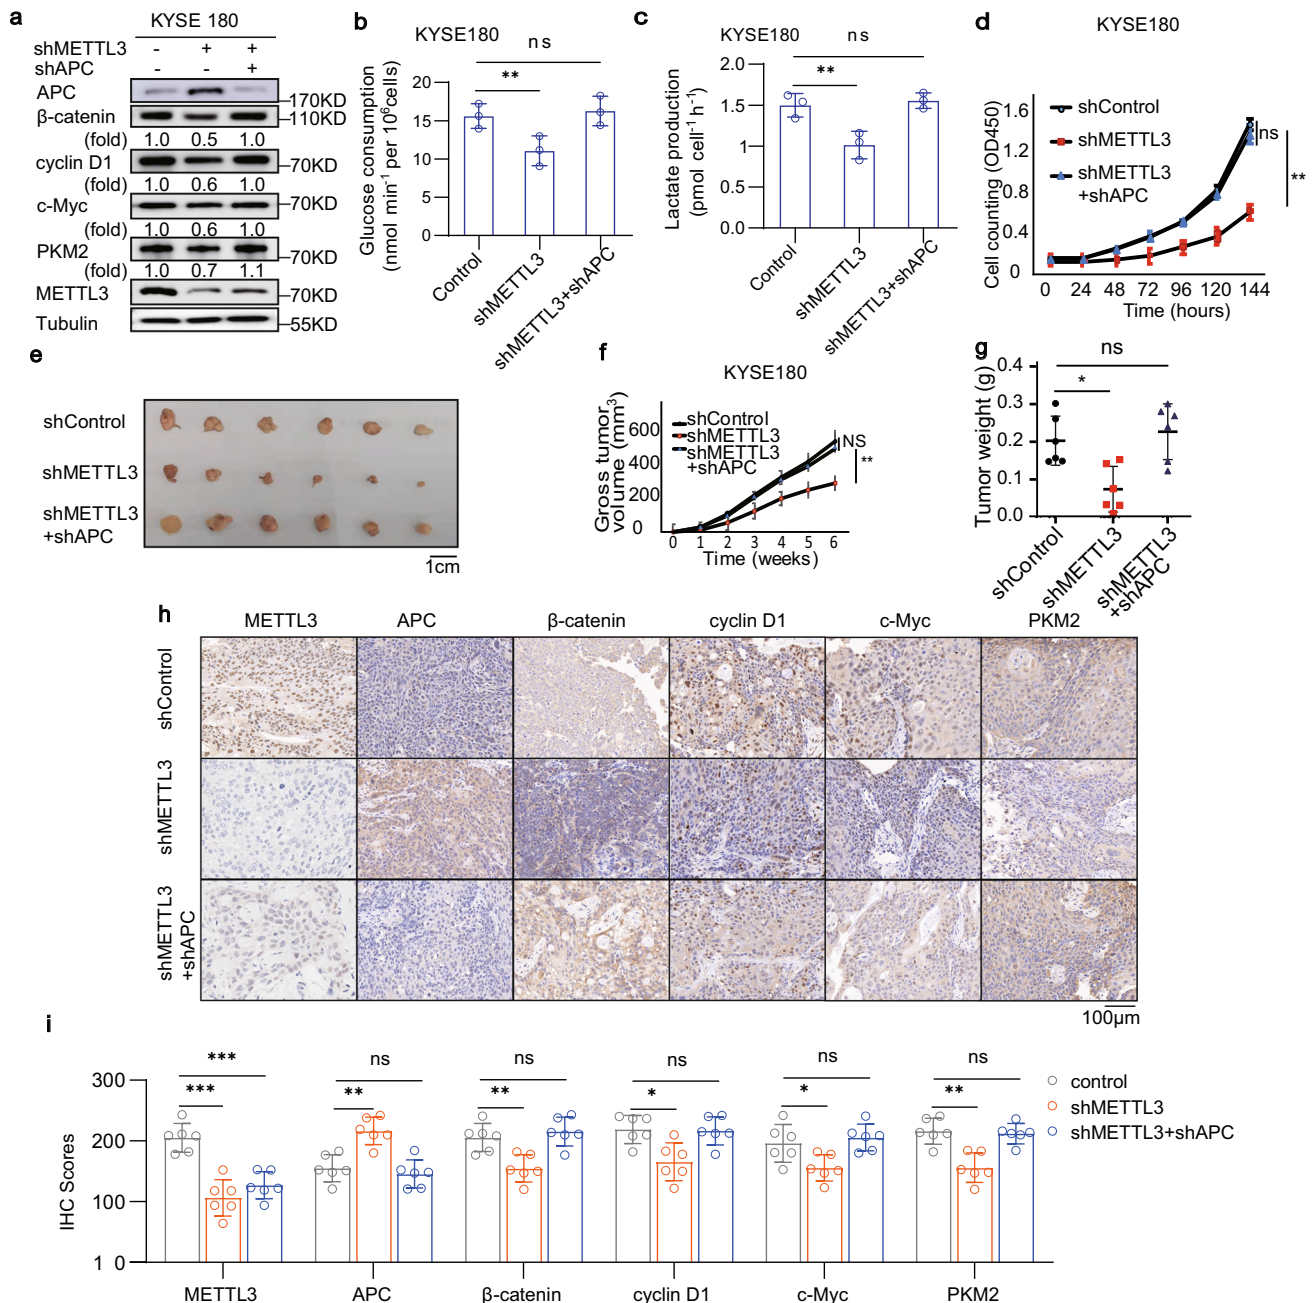 a
KYSE 180
shMETTL3 - + +
shAPC - - +
APC
170KD
β-catenin
110KD
(fold) 1.0 0.5 1.0
cyclin D1
70KD
(fold) 1.0 0.6 1.0
c-Myc
70KD
(fold) 1.0 0.6 1.0
PKM2
70KD
(fold) 1.0 0.7 1.1
METTL3
70KD
Tubulin
55KD
b
KYSE180
ns
**
Glucose consumption
(nmol min⁻¹ per 10⁶cells)
20
15
10
5
0
Control
shMETTL3
shMETTL3+shAPC
c
KYSE180
ns
**
Lactate production
(pmol cell⁻¹ h⁻¹)
2.0
1.5
1
0.5
0.0
Control
shMETTL3
shMETTL3+shAPC
d
KYSE180
Cell counting (OD450)
1.6
1.2
0.8
0.4
0
shControl
shMETTL3
shMETTL3
+shAPC
ns
**
0 24 48 72 96 120 144
Time (hours)
e
shControl
shMETTL3
shMETTL3
+shAPC
1cm
f
KYSE180
Gross tumor
volume (mm³)
600
400
200
0
shControl
shMETTL3
shMETTL3
+shAPC
NS
**
0 1 2 3 4 5 6
Time (weeks)
g
ns
*
Tumor weight (g)
0.4
0.3
0.2
0.1
0.0
shControl
shMETTL3
shMETTL3
+shAPC
h
METTL3 APC β-catenin cyclin D1 c-Myc PKM2
shControl
shMETTL3
shMETTL3
+shAPC
100μm
i
IHC Scores
300
200
100
1 0
*** ns ns ns ns ns
*** ** ** * * **
control
shMETTL3
shMETTL3+shAPC
METTL3 APC β-catenin cyclin D1 c-Myc PKM2